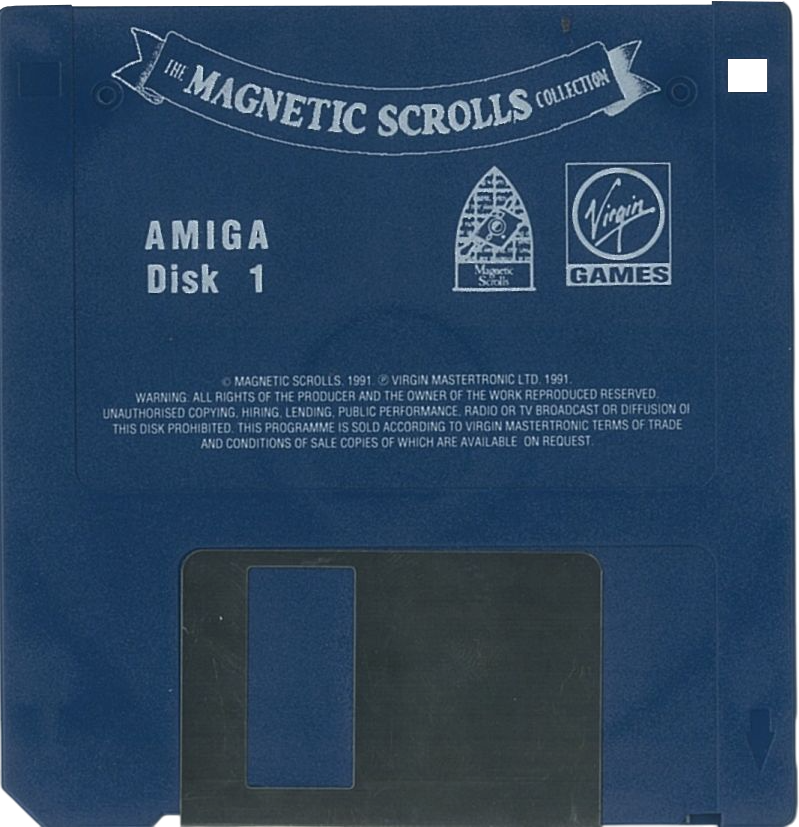 THE MAGNETIC SCROLLS COLLECTION
AMIGA
Disk 1
Magnetic
Scrolls
Virgin
GAMES
© MAGNETIC SCROLLS. 1991. ℗ VIRGIN MASTERTRONIC LTD. 1991.
WARNING: ALL RIGHTS OF THE PRODUCER AND THE OWNER OF THE WORK REPRODUCED RESERVED.
UNAUTHORISED COPYING, HIRING, LENDING, PUBLIC PERFORMANCE, RADIO OR TV BROADCAST OR DIFFUSION OF
THIS DISK PROHIBITED. THIS PROGRAMME IS SOLD ACCORDING TO VIRGIN MASTERTRONIC TERMS OF TRADE
AND CONDITIONS OF SALE COPIES OF WHICH ARE AVAILABLE ON REQUEST.